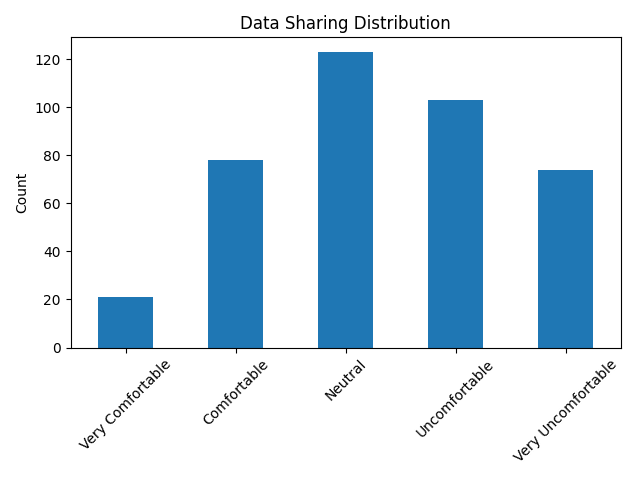 Data Sharing Distribution
Count
120
100
80
60
40
20
0
Very Comfortable
Comfortable
Neutral
Uncomfortable
Very Uncomfortable